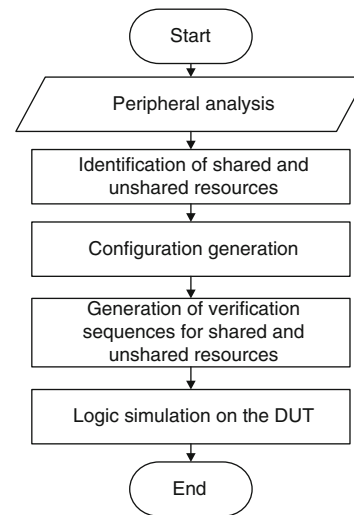 Start
Peripheral analysis
Identification of shared and
unshared resources
Configuration generation
Generation of verification
sequences for shared and
unshared resources
Logic simulation on the DUT
End